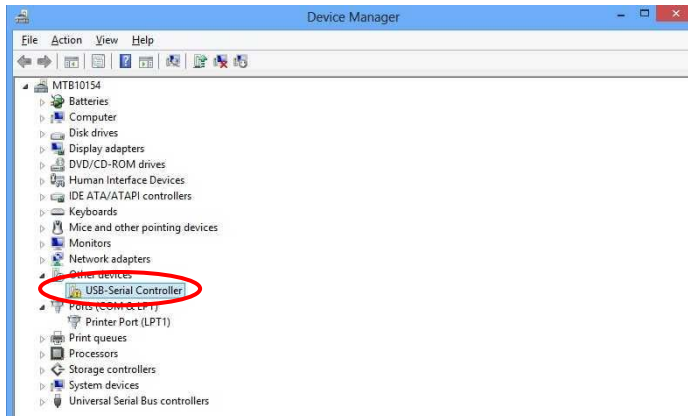 Device Manager
File Action View Help
MTB10154
Batteries
Computer
Disk drives
Display adapters
DVD/CD-ROM drives
Human Interface Devices
IDE ATA/ATAPI controllers
Keyboards
Mice and other pointing devices
Monitors
Network adapters
Other devices
USB-Serial Controller
Ports (COM & LPT)
Printer Port (LPT1)
Print queues
Processors
Storage controllers
System devices
Universal Serial Bus controllers